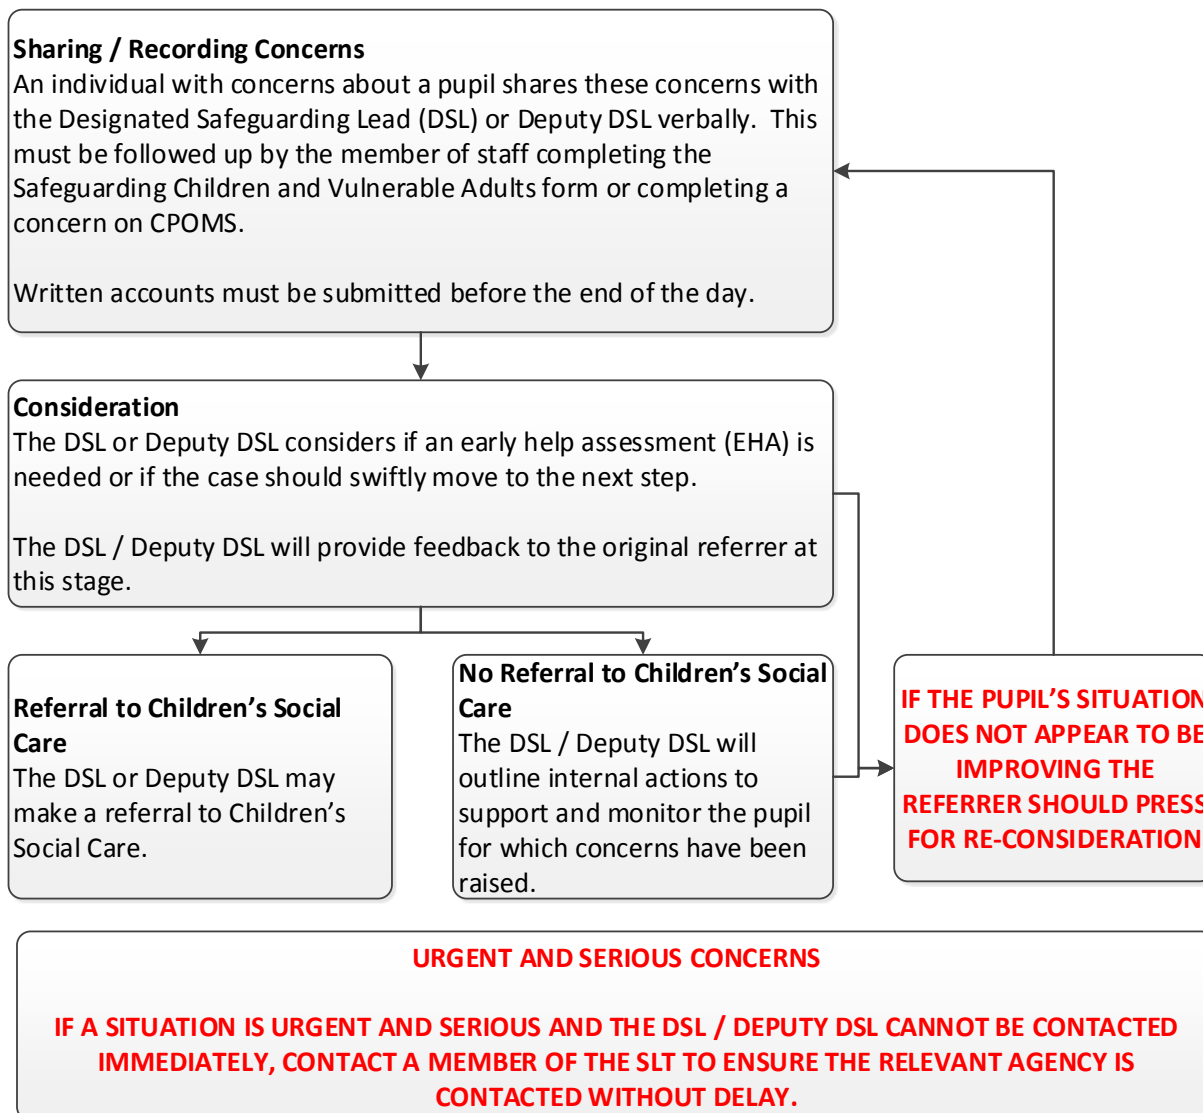 Sharing / Recording Concerns
An individual with concerns about a pupil shares these concerns with
the Designated Safeguarding Lead (DSL) or Deputy DSL verbally.  This
must be followed up by the member of staff completing the
Safeguarding Children and Vulnerable Adults form or completing a
concern on CPOMS.
Written accounts must be submitted before the end of the day.
Consideration
The DSL or Deputy DSL considers if an early help assessment (EHA) is
needed or if the case should swiftly move to the next step.
The DSL / Deputy DSL will provide feedback to the original referrer at
this stage.
Referral to Children’s Social
Care
The DSL or Deputy DSL may
make a referral to Children’s
Social Care.
No Referral to Children’s Social
Care
The DSL / Deputy DSL will
outline internal actions to
support and monitor the pupil
for which concerns have been
raised.
IF THE PUPIL’S SITUATION
DOES NOT APPEAR TO BE
IMPROVING THE
REFERRER SHOULD PRESS
FOR RE-CONSIDERATION
URGENT AND SERIOUS CONCERNS
IF A SITUATION IS URGENT AND SERIOUS AND THE DSL / DEPUTY DSL CANNOT BE CONTACTED
IMMEDIATELY, CONTACT A MEMBER OF THE SLT TO ENSURE THE RELEVANT AGENCY IS
CONTACTED WITHOUT DELAY.